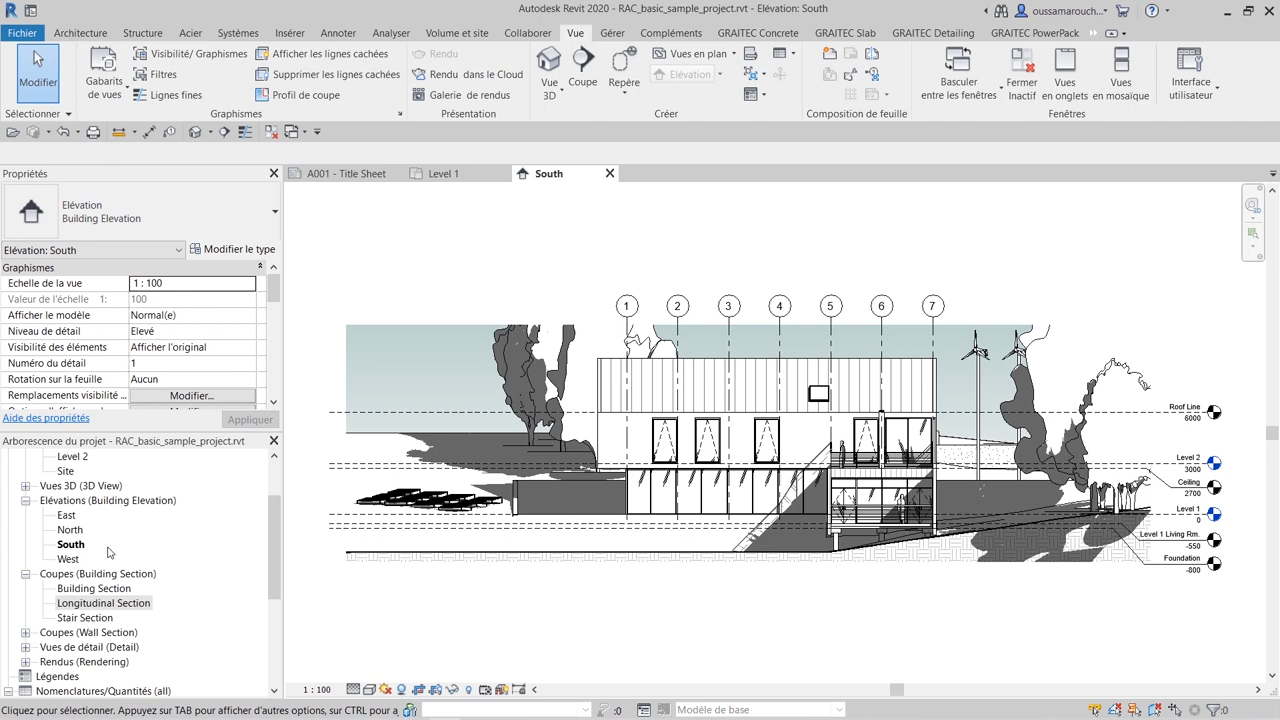 Autodesk Revit 2020 - RAC_basic_sample_project.rvt - Elévation: South
oussamarouch...
Fichier Architecture Structure Acier Systèmes Insérer Annoter Analyser Volume et site Collaborer Vue Gérer Compléments GRAITEC Concrete GRAITEC Slab GRAITEC Detailing GRAITEC PowerPack
Modifier
Gabarits
de vues
Visibilité/ Graphismes
Filtres
Lignes fines
Afficher les lignes cachées
Supprimer les lignes cachées
Profil de coupe
Rendu
Rendu dans le Cloud
Galerie de rendus
Vue
3D
Coupe
Repère
Vues en plan
Elévation
Basculer
entre les fenêtres
Fermer
Inactif
Vues
en onglets
Vues
en mosaïque
Interface
utilisateur
Sélectionner Graphismes Présentation Créer Composition de feuille Fenêtres
Propriétés
A001 - Title Sheet Level 1 South
Elévation
Building Elevation
Elévation: South Modifier le type
Graphismes
Echelle de la vue 1 : 100
Valeur de l'échelle 1: 100
Afficher le modèle Normal(e)
Niveau de détail Elevé
Visibilité des éléments Afficher l'original
Numéro du détail 1
Rotation sur la feuille Aucun
Remplacements visibilité ... Modifier...
Aide des propriétés Appliquer
Arborescence du projet - RAC_basic_sample_project.rvt
Level 2
Site
Vues 3D (3D View)
Elévations (Building Elevation)
East
North
South
West
Coupes (Building Section)
Building Section
Longitudinal Section
Stair Section
Coupes (Wall Section)
Vues de détail (Detail)
Rendus (Rendering)
Légendes
Nomenclatures/Quantités (all)
1 2 3 4 5 6 7
Roof Line
6000
Level 2
3000
Ceiling
2700
Level 1
0
Level 1 Living Rm.
-550
Foundation
-800
1 : 100
Cliquez pour sélectionner. Appuyez sur TAB pour afficher d'autres options, sur CTRL pour a
:0
Modèle de base
:0